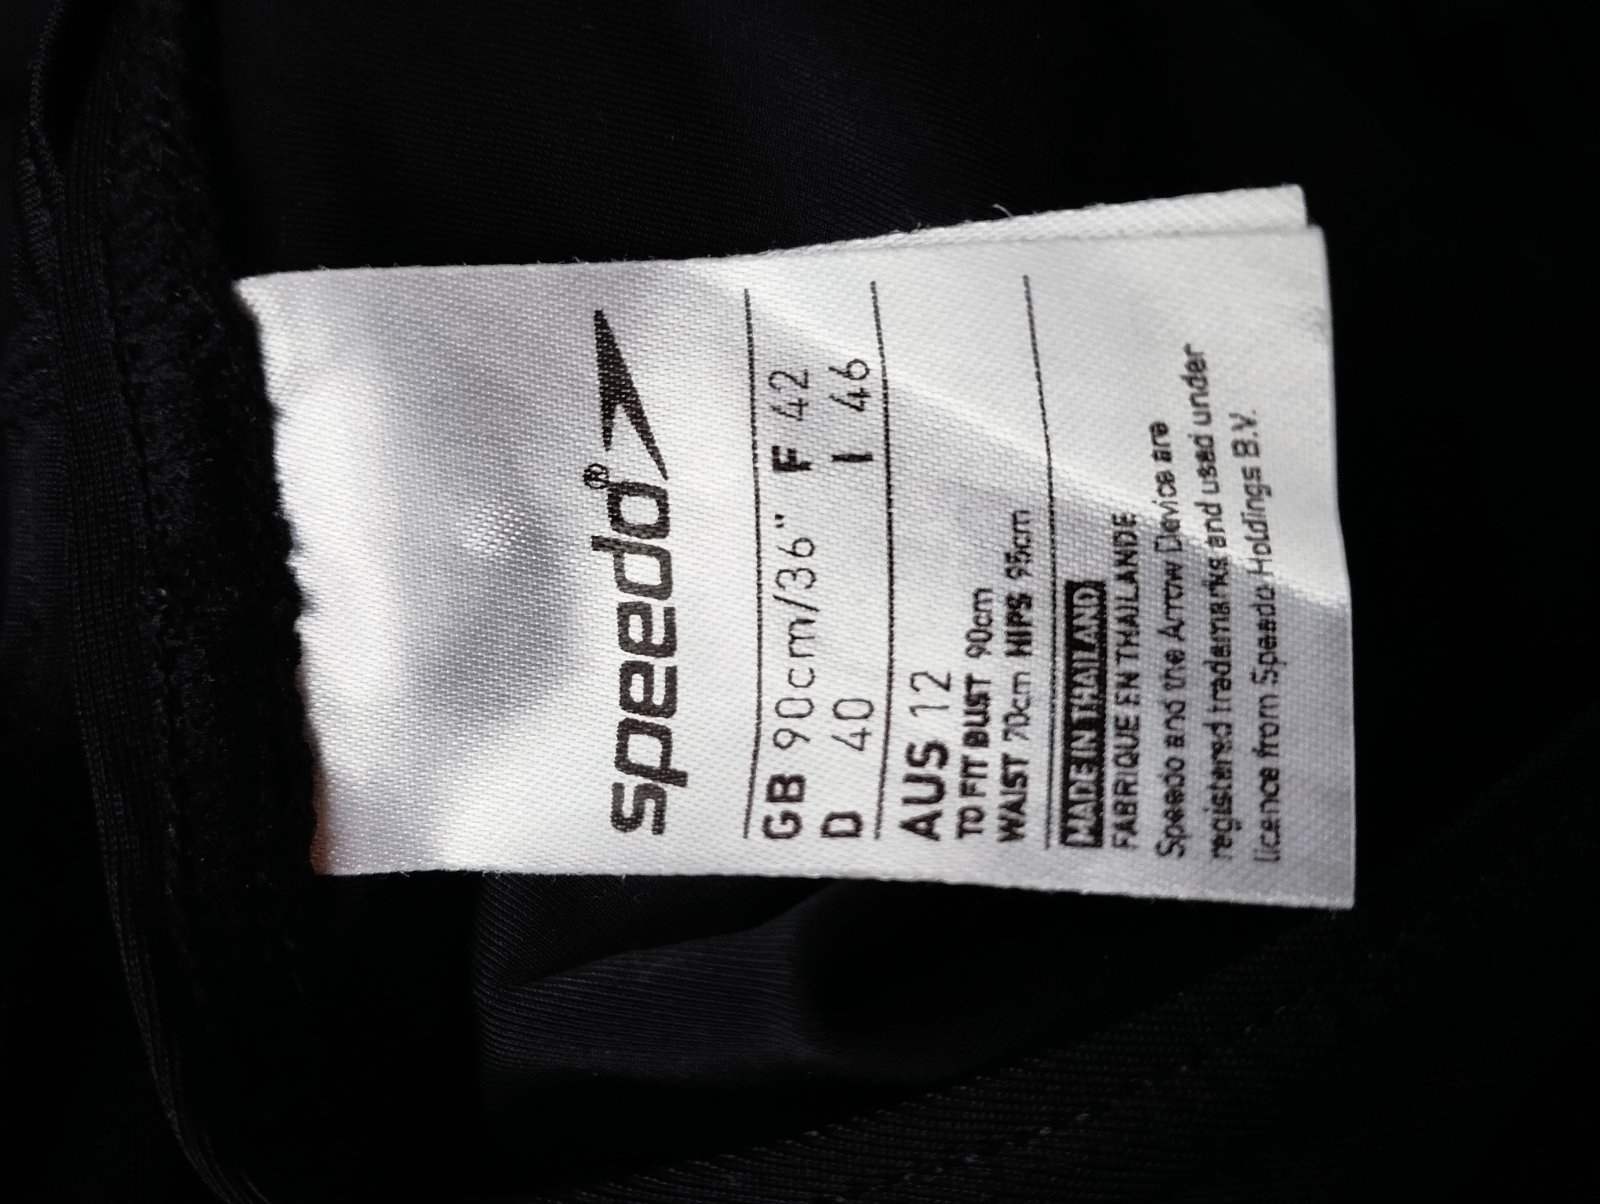 speedo®
GB 90cm/36" F 42
D 40 I 46
AUS 12
TO FIT BUST 90cm
WAIST 70cm HIPS 95cm
MADE IN THAILAND
FABRIQUE EN THAILANDE
Speedo and the Arrow Device are
registered trademarks and used under
licence from Speedo Holdings B.V.